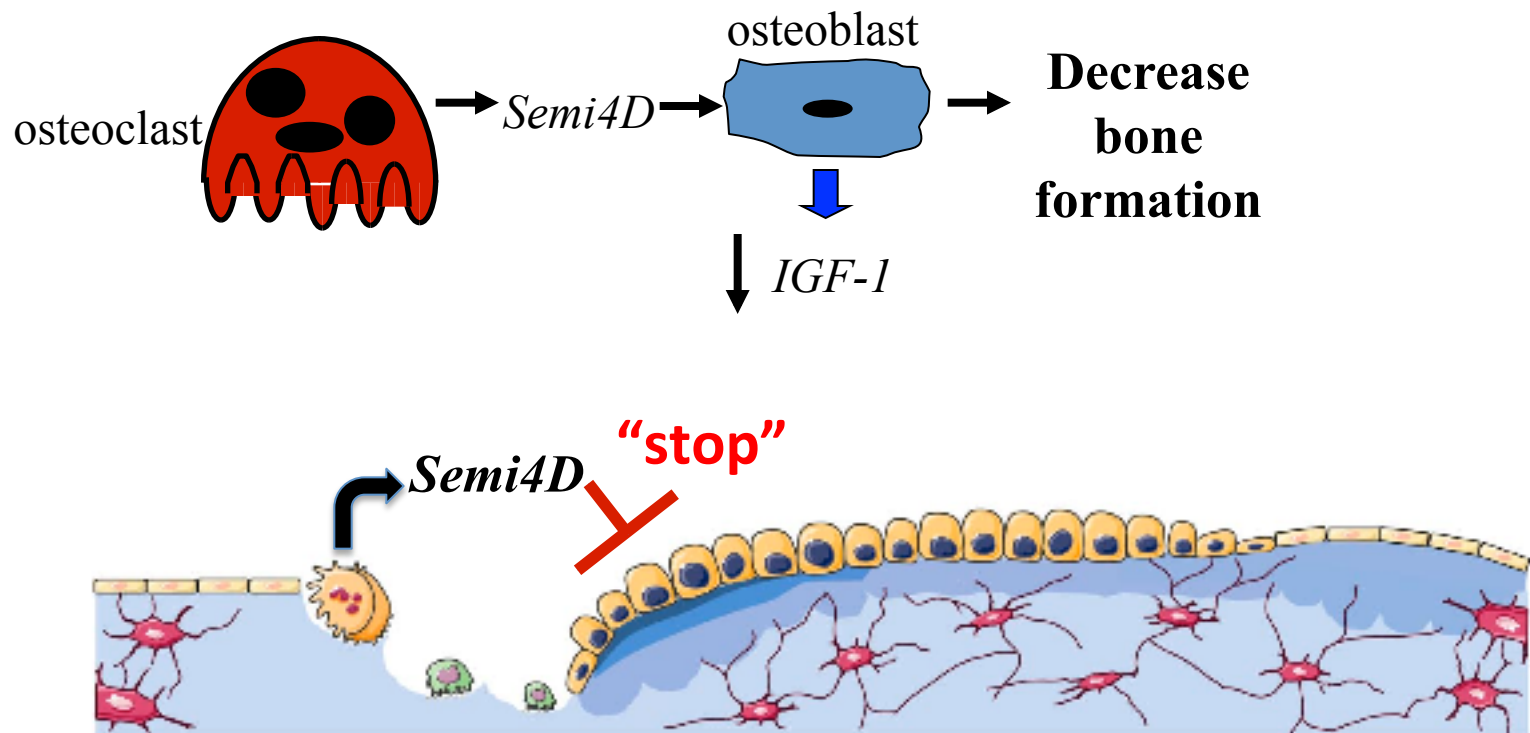 osteoblast
osteoclast
Semi4D
Decrease
bone
formation
IGF-1
“stop”
Semi4D